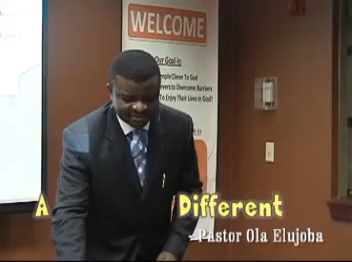 WELCOME
Our Goal is:
People Closer To God
to Overcome Barriers
To Enjoy Their Lives in God!
A Different
- Pastor Ola Elujoba